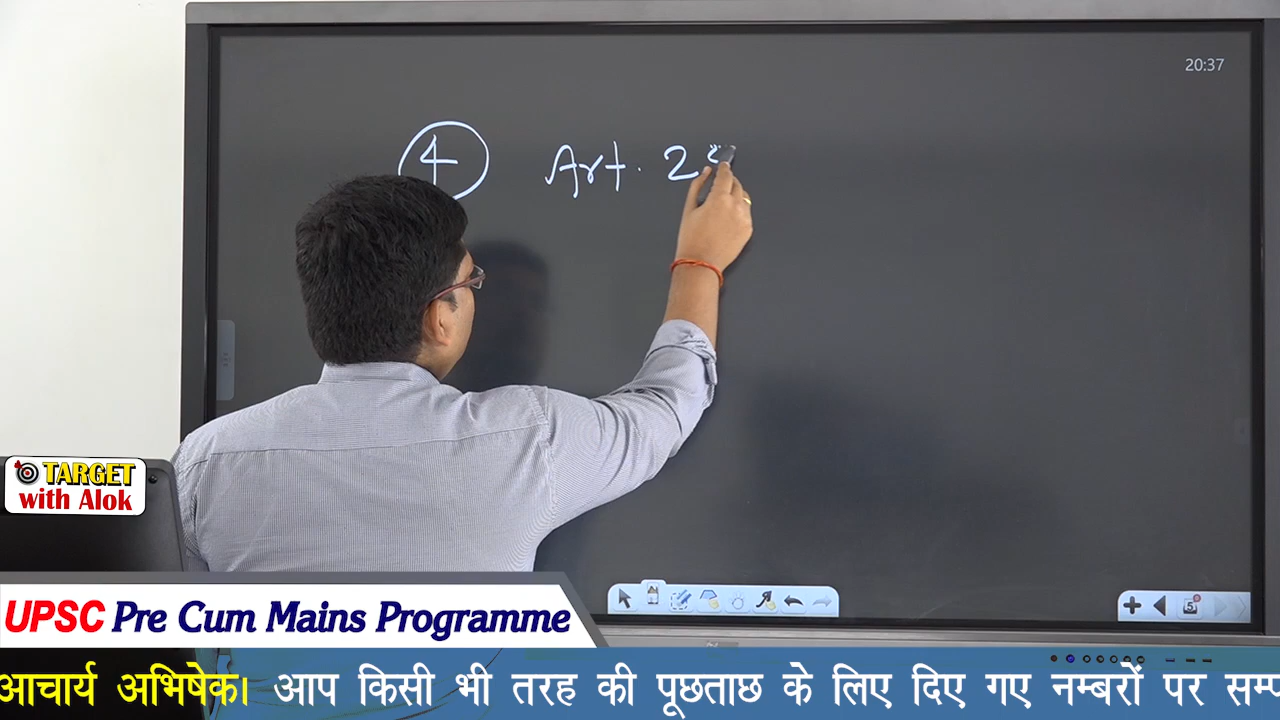 20:37
4 Art. 2
TARGET
with Alok
5
UPSC Pre Cum Mains Programme
आचार्य अभिषेक। आप किसी भी तरह की पूछताछ के लिए दिए गए नम्बरों पर सम्प